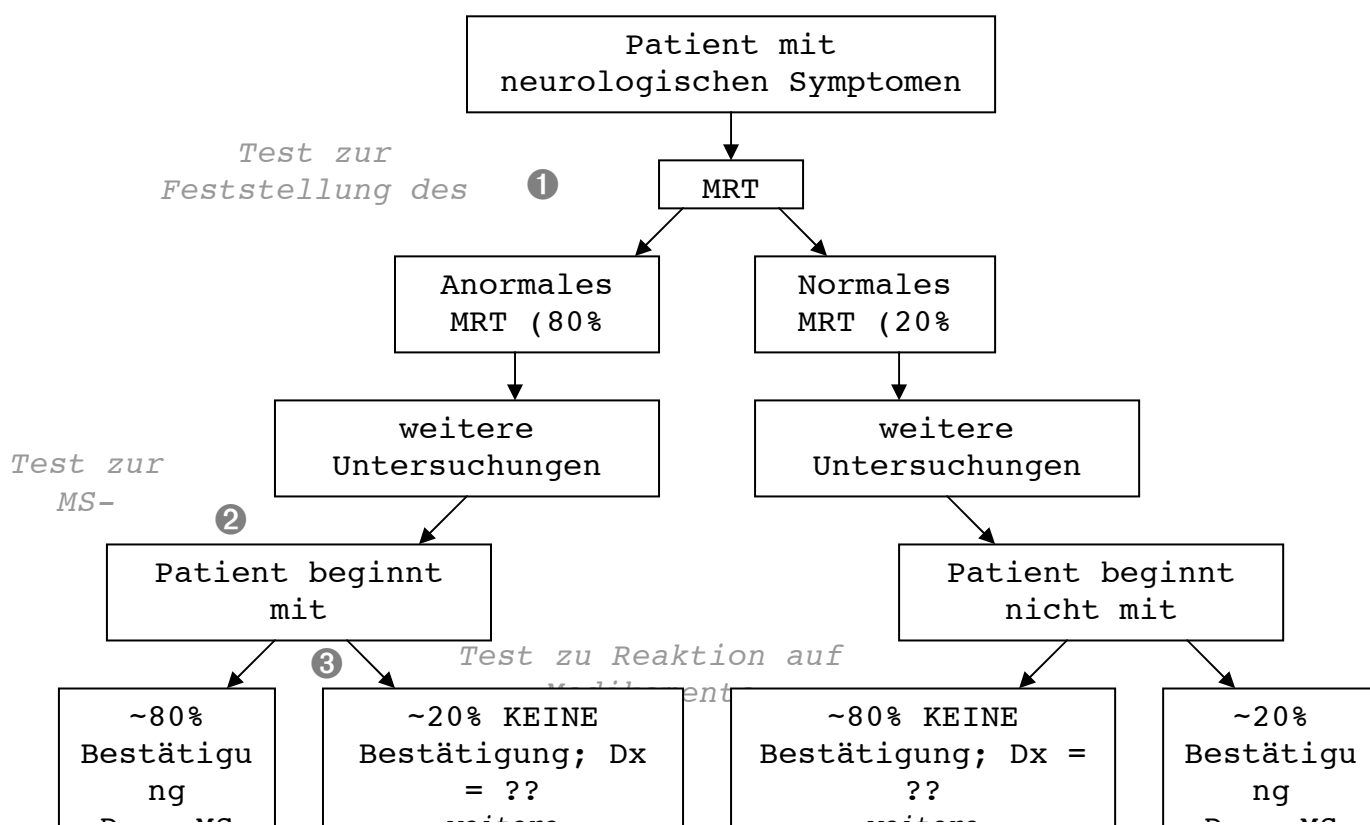 Patient mit
neurologischen Symptomen
Test zur
Feststellung des
❶
MRT
Anormales
MRT (80%
Normales
MRT (20%
weitere
Untersuchungen
weitere
Untersuchungen
Test zur
MS-
❷
Patient beginnt
mit
Patient beginnt
nicht mit
❸
Test zu Reaktion auf
~80%
Bestätigu
ng
~20% KEINE
Bestätigung; Dx
= ??
weitere
~80% KEINE
Bestätigung; Dx =
??
weitere
~20%
Bestätigu
ng